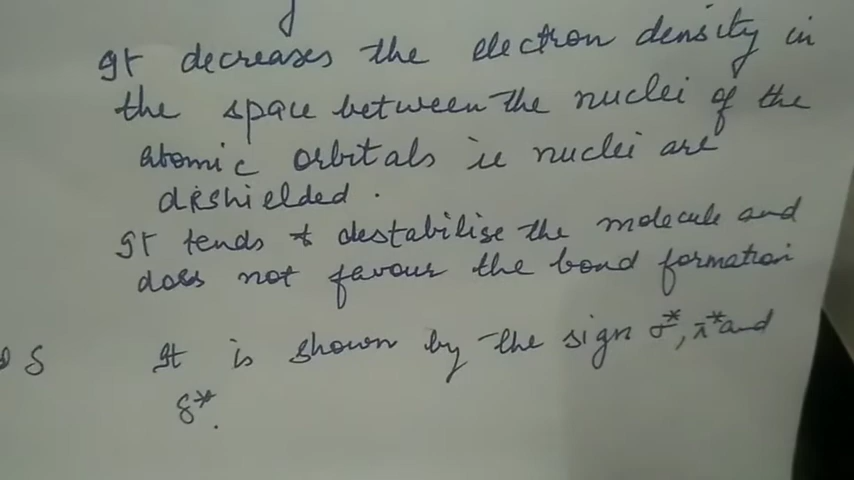 It decreases the electron density in
the space between the nuclei of the
atomic orbitals ie nuclei are
deshielded.
It tends to destabilise the molecule and
does not favour the bond formation
δ It is shown by the sign σ*, π* and
δ*.